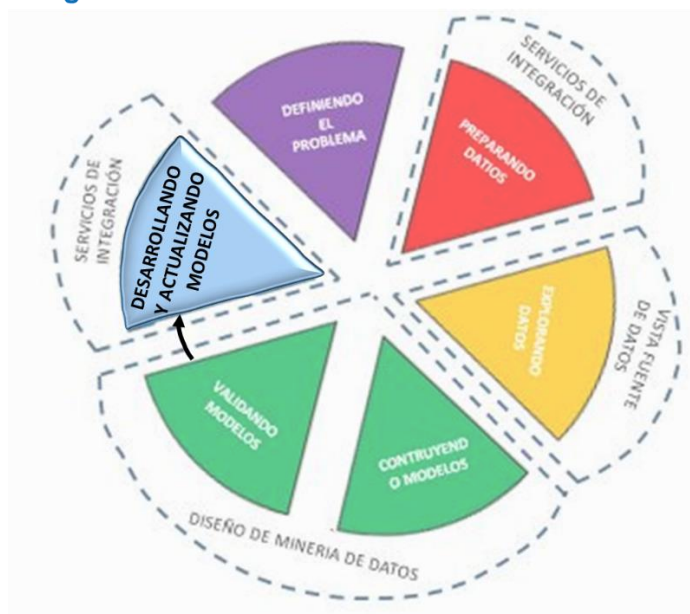 DEFINIENDO
EL
PROBLEMA
SERVICIOS DE
INTEGRACIÓN
PREPARANDO
DATIOS
VISTA FUENTE
DE DATOS
EXPLORANDO
DATOS
CONTRUYEND
O MODELOS
VALIDANDO
MODELOS
DISEÑO DE MINERIA DE DATOS
SERVICIOS DE
INTEGRACIÓN
DESARROLLANDO
Y ACTUALIZANDO
MODELOS